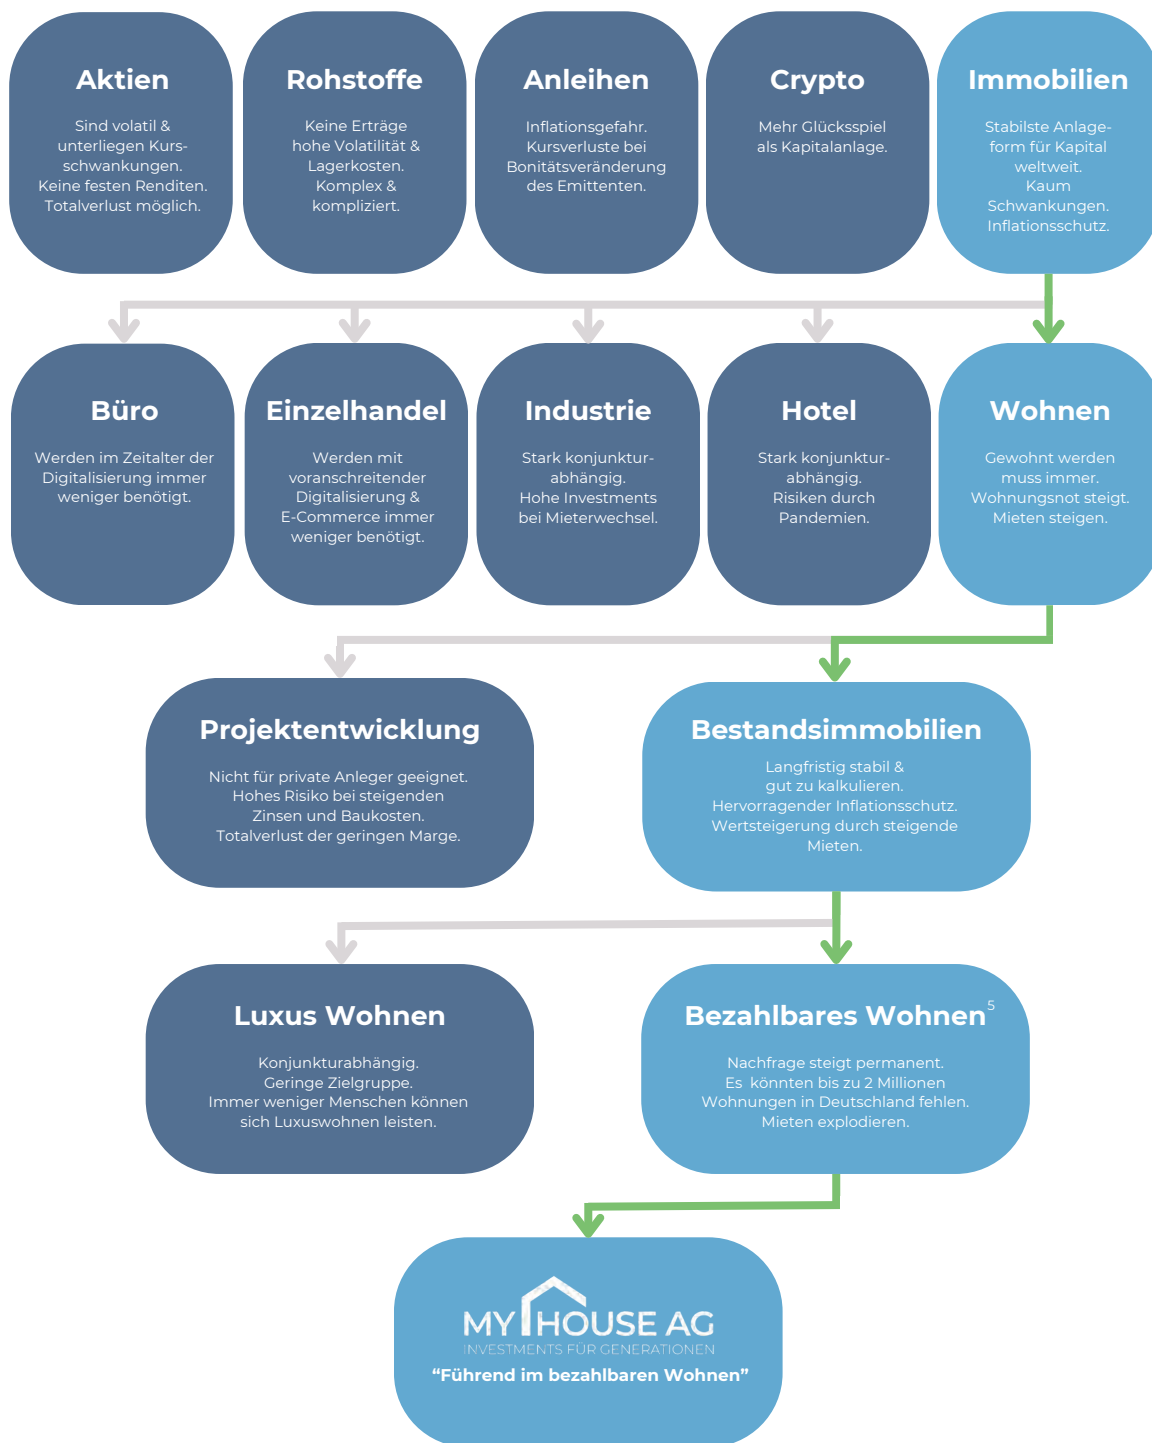 Aktien
Sind volatil &
unterliegen Kurs-
schwankungen.
Keine festen Renditen.
Totalverlust möglich.
Rohstoffe
Keine Erträge
hohe Volatilität &
Lagerkosten.
Komplex &
kompliziert.
Anleihen
Inflationsgefahr.
Kursverluste bei
Bonitätsveränderung
des Emittenten.
Crypto
Mehr Glücksspiel
als Kapitalanlage.
Immobilien
Stabilste Anlage-
form für Kapital
weltweit.
Kaum
Schwankungen.
Inflationsschutz.
Büro
Werden im Zeitalter der
Digitalisierung immer
weniger benötigt.
Einzelhandel
Werden mit
voranschreitender
Digitalisierung &
E-Commerce immer
weniger benötigt.
Industrie
Stark konjunktur-
abhängig.
Hohe Investments
bei Mieterwechsel.
Hotel
Stark konjunktur-
abhängig.
Risiken durch
Pandemien.
Wohnen
Gewohnt werden
muss immer.
Wohnungsnot steigt.
Mieten steigen.
Projektentwicklung
Nicht für private Anleger geeignet.
Hohes Risiko bei steigenden
Zinsen und Baukosten.
Totalverlust der geringen Marge.
Bestandsimmobilien
Langfristig stabil &
gut zu kalkulieren.
Hervorragender Inflationsschutz.
Wertsteigerung durch steigende
Mieten.
Luxus Wohnen
Konjunkturabhängig.
Geringe Zielgruppe.
Immer weniger Menschen können
sich Luxuswohnen leisten.
Bezahlbares Wohnen⁵
Nachfrage steigt permanent.
Es könnten bis zu 2 Millionen
Wohnungen in Deutschland fehlen.
Mieten explodieren.
MY HOUSE AG
INVESTMENTS FÜR GENERATIONEN
“Führend im bezahlbaren Wohnen”